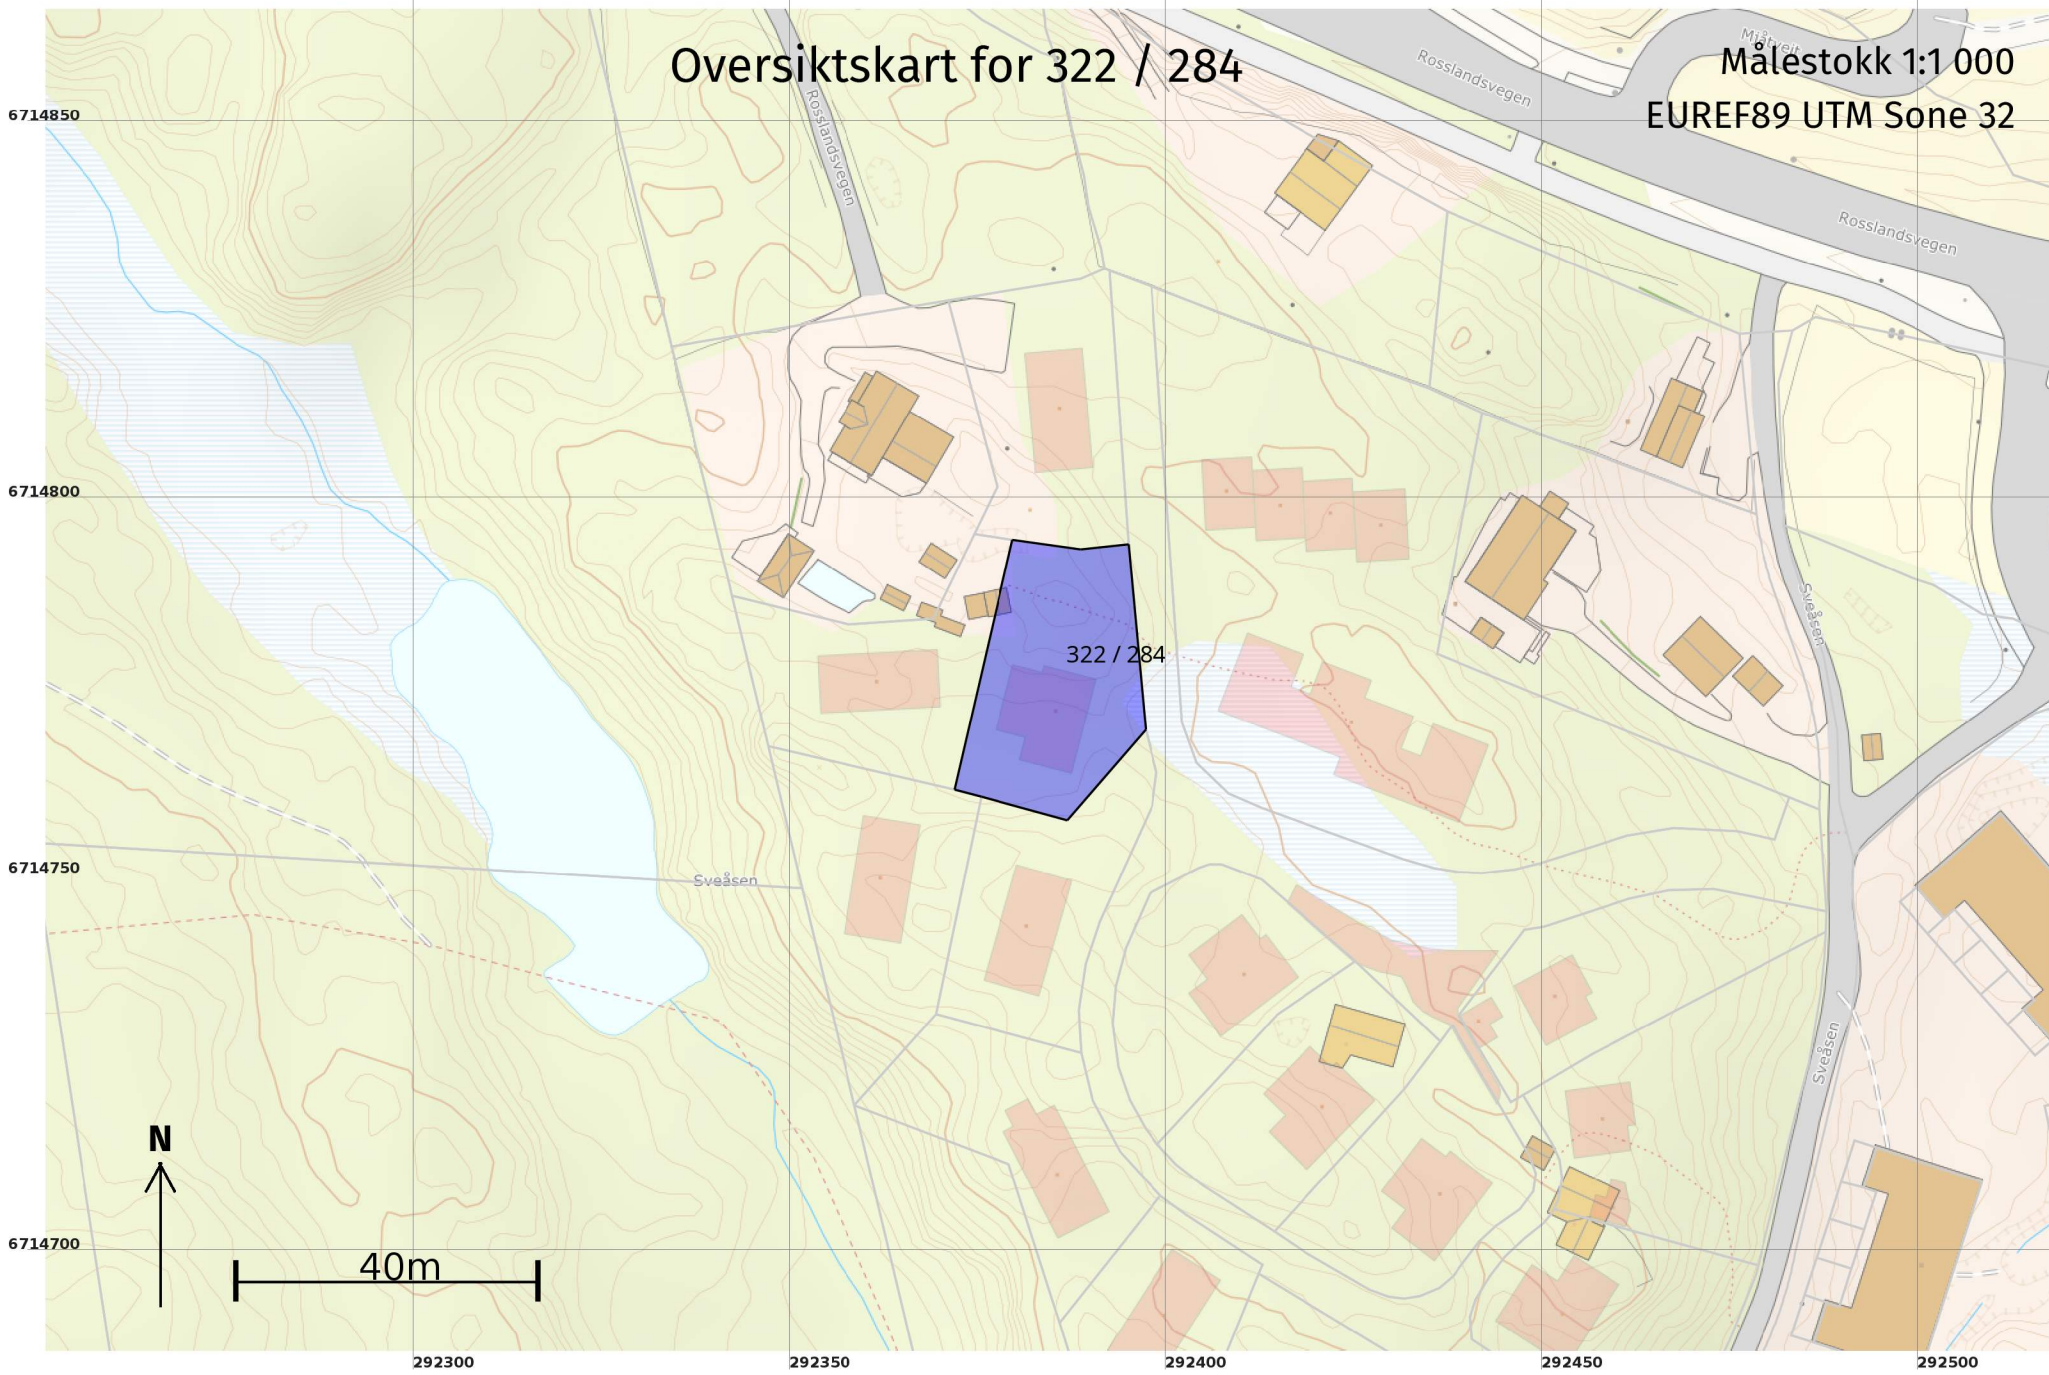 Oversiktskart for 322 / 284
Målestokk 1:1 000
EUREF89 UTM Sone 32
Mjåtveit
Rosslandsvegen
Rosslandsvegen
Rosslandsvegen
6714850
6714800
Sveåsen
322 / 284
6714750
Sveåsen
Sveåsen
N
6714700
40m
292300
292350
292400
292450
292500